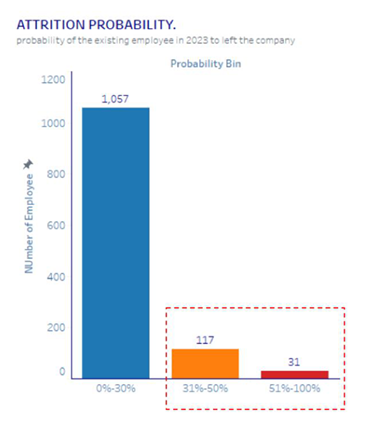 ATTRITION PROBABILITY.
probability of the existing employee in 2023 to left the company
Probability Bin
1200
1,057
1000
800
NUmber of Employee
600
400
200
117
31
0
0%-30% 31%-50% 51%-100%